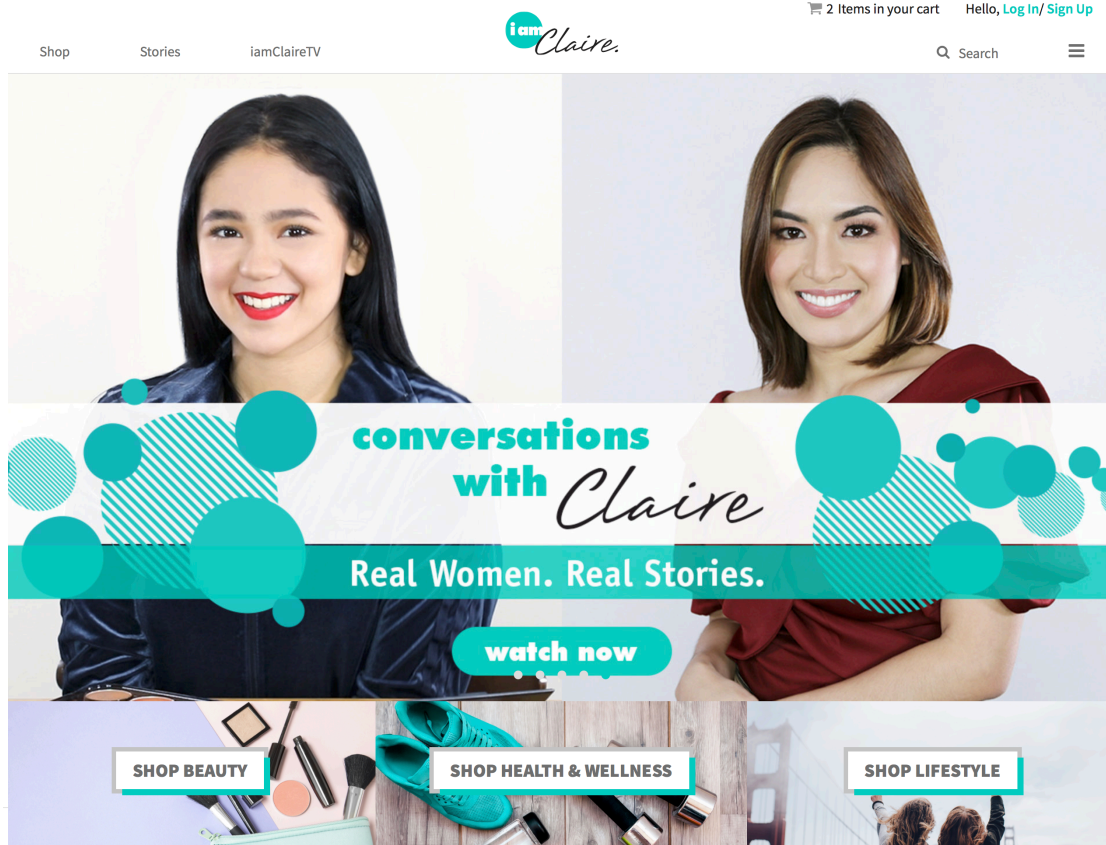 2 Items in your cart
Hello, Log In/ Sign Up
i am Claire.
Shop
Stories
iamClaireTV
Search
conversations
with Claire
Real Women. Real Stories.
watch now
SHOP BEAUTY
SHOP HEALTH & WELLNESS
SHOP LIFESTYLE